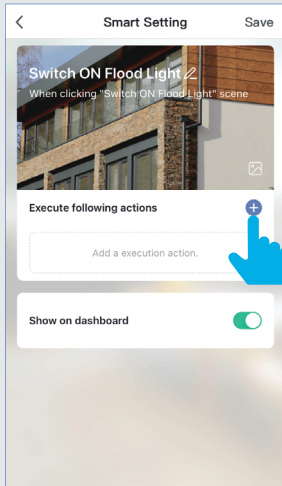 Smart Setting
Save
Switch ON Flood Light
When clicking "Switch ON Flood Light" scene
Execute following actions
Add a execution action.
Show on dashboard